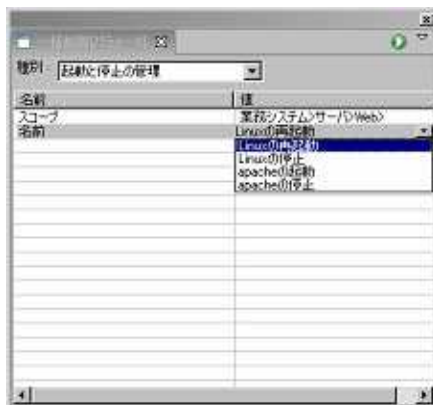 種別: 起動と停止の管理
名前 値
スコープ 業務システム>サーバ>Web>
名前 Linuxの再起動
Linuxの再起動
Linuxの停止
apacheの起動
apacheの停止